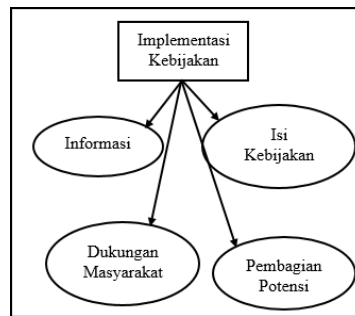 Implementasi
Kebijakan
Informasi
Isi
Kebijakan
Dukungan
Masyarakat
Pembagian
Potensi